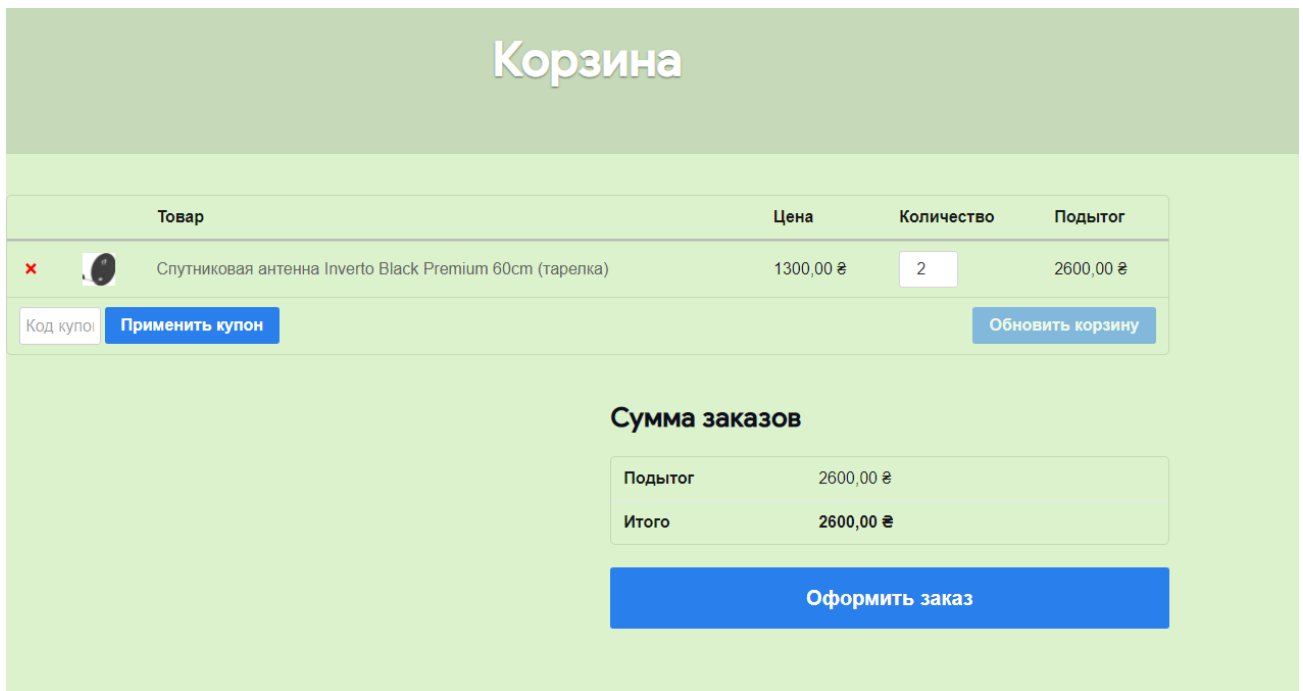 Корзина
Товар Цена Количество Подытог
Спутниковая антенна Inverto Black Premium 60cm (тарелка) 1300,00 ₴ 2 2600,00 ₴
Код купо Применить купон Обновить корзину
Сумма заказов
Подытог 2600,00 ₴
Итого 2600,00 ₴
Оформить заказ